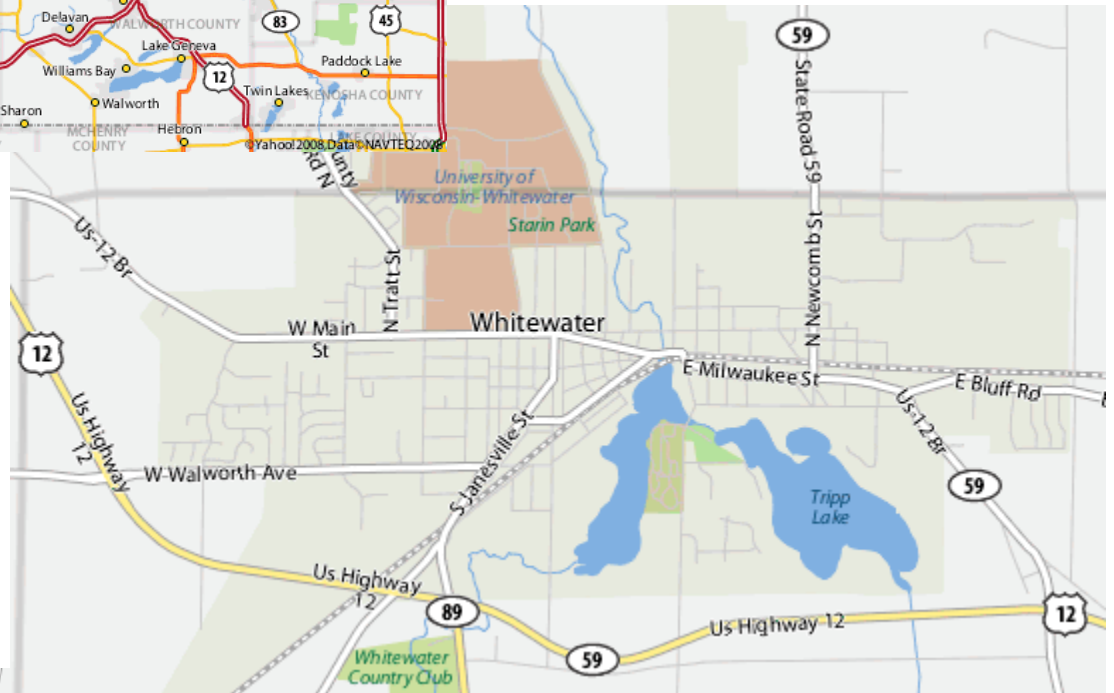 Delavan
WALWORTH COUNTY
83
45
Lake Geneva
Williams Bay
12
Paddock Lake
Twin Lakes
KENOSHA COUNTY
Walworth
Sharon
MCHENRY
COUNTY
Hebron
LAKE COUNTY
©Yahoo!2008,Data©NAVTEQ2008
59
State Road 59
unty
Rd N
University of
Wisconsin-Whitewater
Starin Park
Us-12 Br
N Tratt St
N Newcomb St
W Main
St
Whitewater
12
E Milwaukee St
E Bluff Rd
Us-12 Br
Us Highway
12
S Janesville St
W Walworth Ave
59
Tripp
Lake
Us Highway
12
89
Us Highway 12
12
59
Whitewater
Country Club